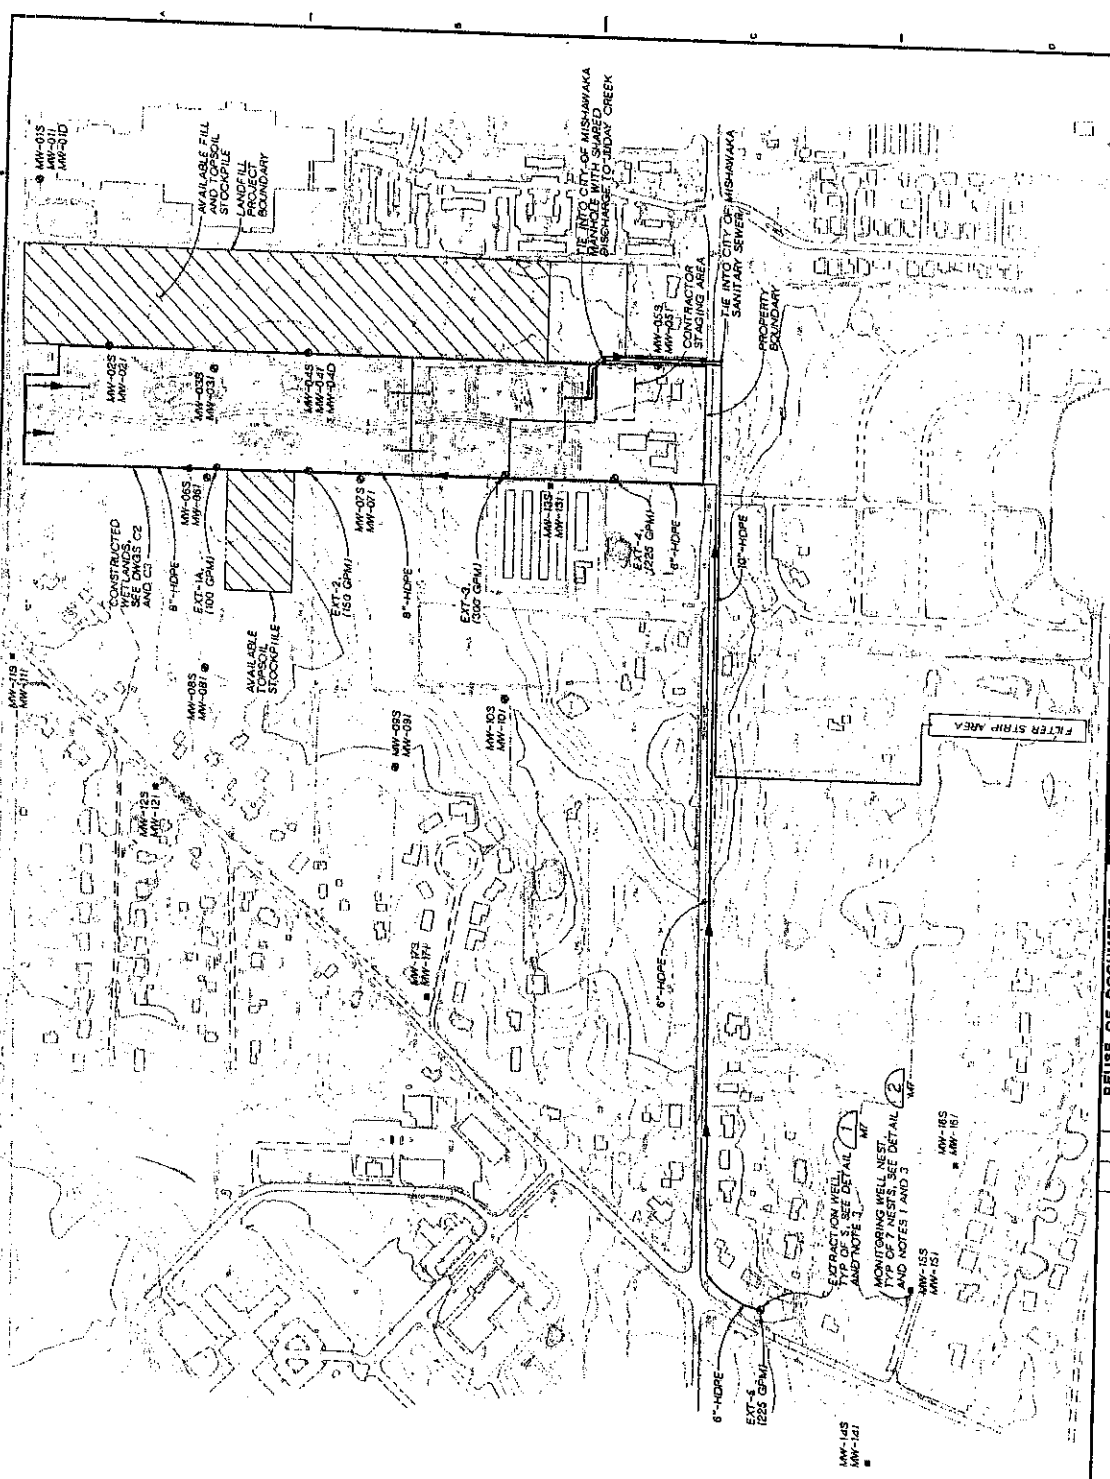 MW-01S
MW-01I
MW-01D
AVAILABLE FILL
AND TOPSOIL
STOCKPILE
LANDFILL
PROJECT
BOUNDARY
TIE INTO CITY OF MISHAWAKA
MANHOLE WITH SHARED
DISCHARGE TO JUDAY CREEK
MW-05S
MW-05I
CONTRACTOR
STAGING AREA
TIE INTO CITY OF MISHAWAKA
SANITARY SEWER
PROPERTY
BOUNDARY
MW-02S
MW-02I
MW-03S
MW-03I
MW-04S
MW-04I
MW-04D
CONSTRUCTED
WETLANDS,
SEE DWGS C2
AND C3
8"-HDPE
MW-06S
MW-06I
EXT-1A
(100 GPM)
EXT-2
(150 GPM)
MW-07S
MW-07I
8"-HDPE
EXT-3
(300 GPM)
MW-13S
MW-13I
EXT-4
(225 GPM)
8"-HDPE
10"-HDPE
AVAILABLE
TOPSOIL
STOCKPILE
MW-11S
MW-11I
MW-08S
MW-08I
MW-09S
MW-09I
MW-10S
MW-10I
MW-12S
MW-12I
MW-17S
MW-17I
6"-HDPE
FILTER STRIP AREA
EXTRACTION WELL
TYP OF 5, SEE DETAIL
AND NOTE 3
1
M7
MONITORING WELL NEST
TYP OF 7 NESTS, SEE DETAIL
AND NOTES 1 AND 3
2
M7
MW-16S
MW-16I
MW-15S
MW-15I
6"-HDPE
(225 GPM)
MW-14S
MW-14I
REUSE OF DOCUMENTS